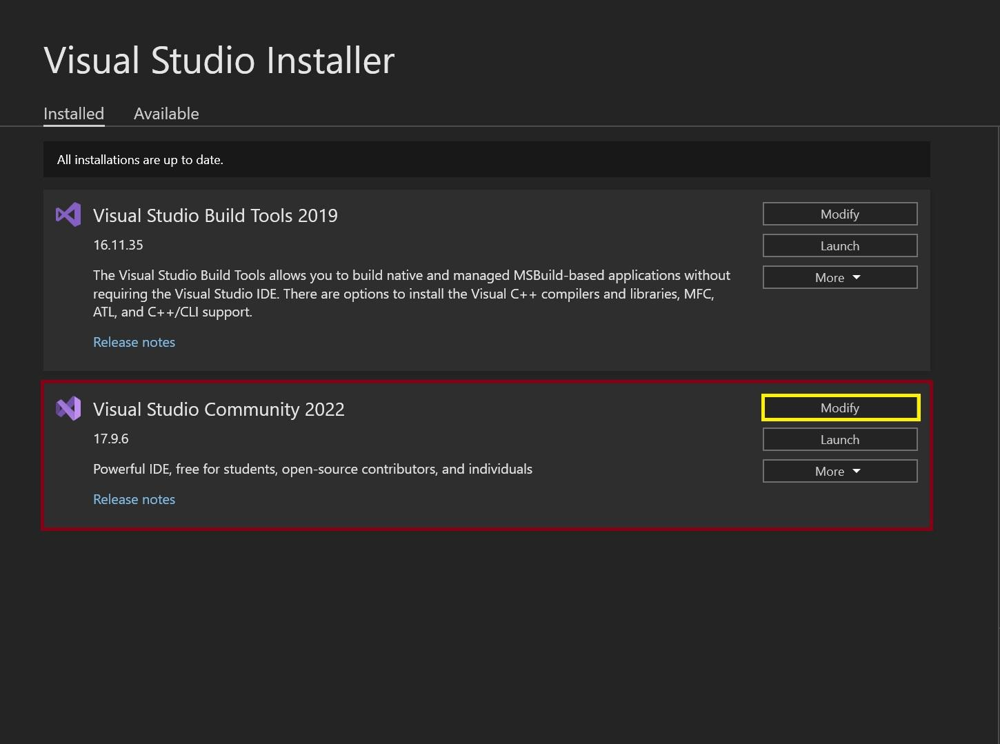 Visual Studio Installer
Installed
Available
All installations are up to date.
Visual Studio Build Tools 2019
16.11.35
The Visual Studio Build Tools allows you to build native and managed MSBuild-based applications without
requiring the Visual Studio IDE. There are options to install the Visual C++ compilers and libraries, MFC,
ATL, and C++/CLI support.
Release notes
Modify
Launch
More
Visual Studio Community 2022
17.9.6
Powerful IDE, free for students, open-source contributors, and individuals
Release notes
Modify
Launch
More